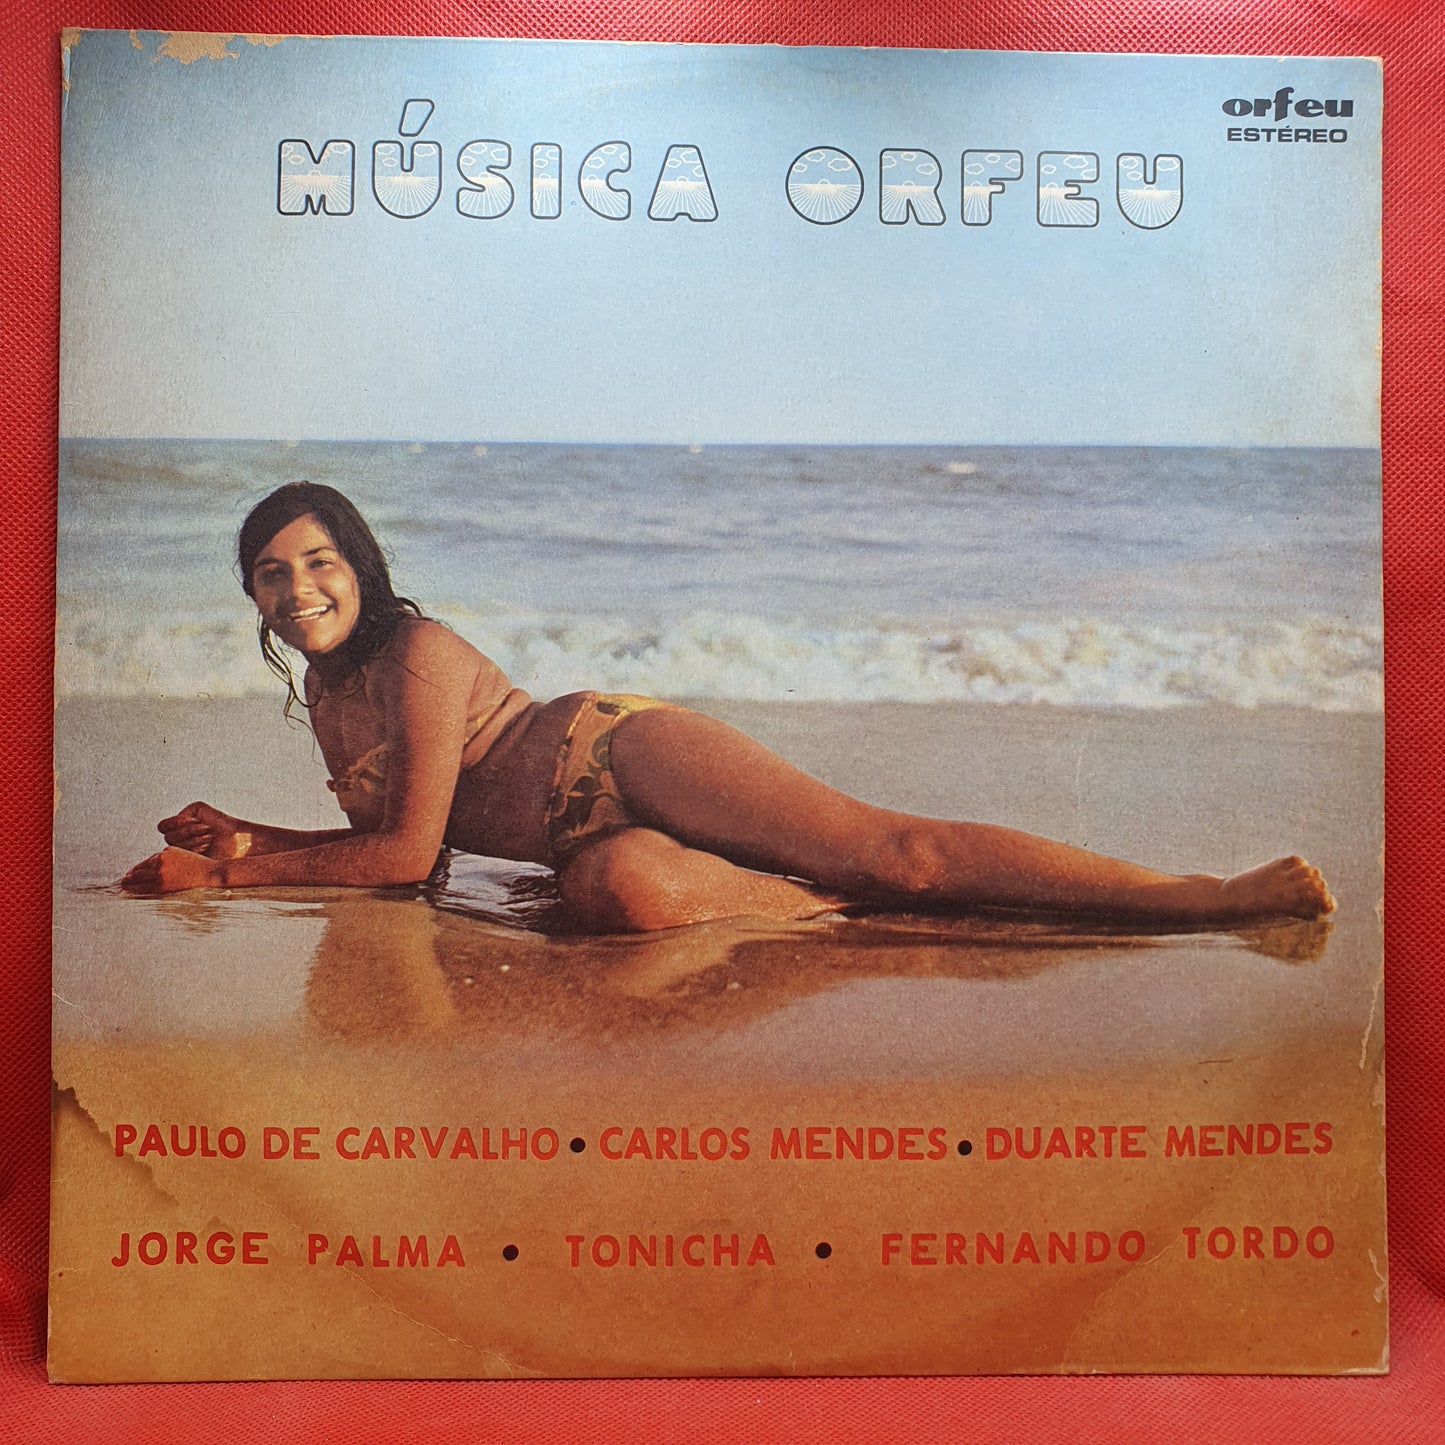 orfeu
ESTÉREO
MÚSICA ORFEU
PAULO DE CARVALHO • CARLOS MENDES • DUARTE MENDES
JORGE PALMA • TONICHA • FERNANDO TORDO